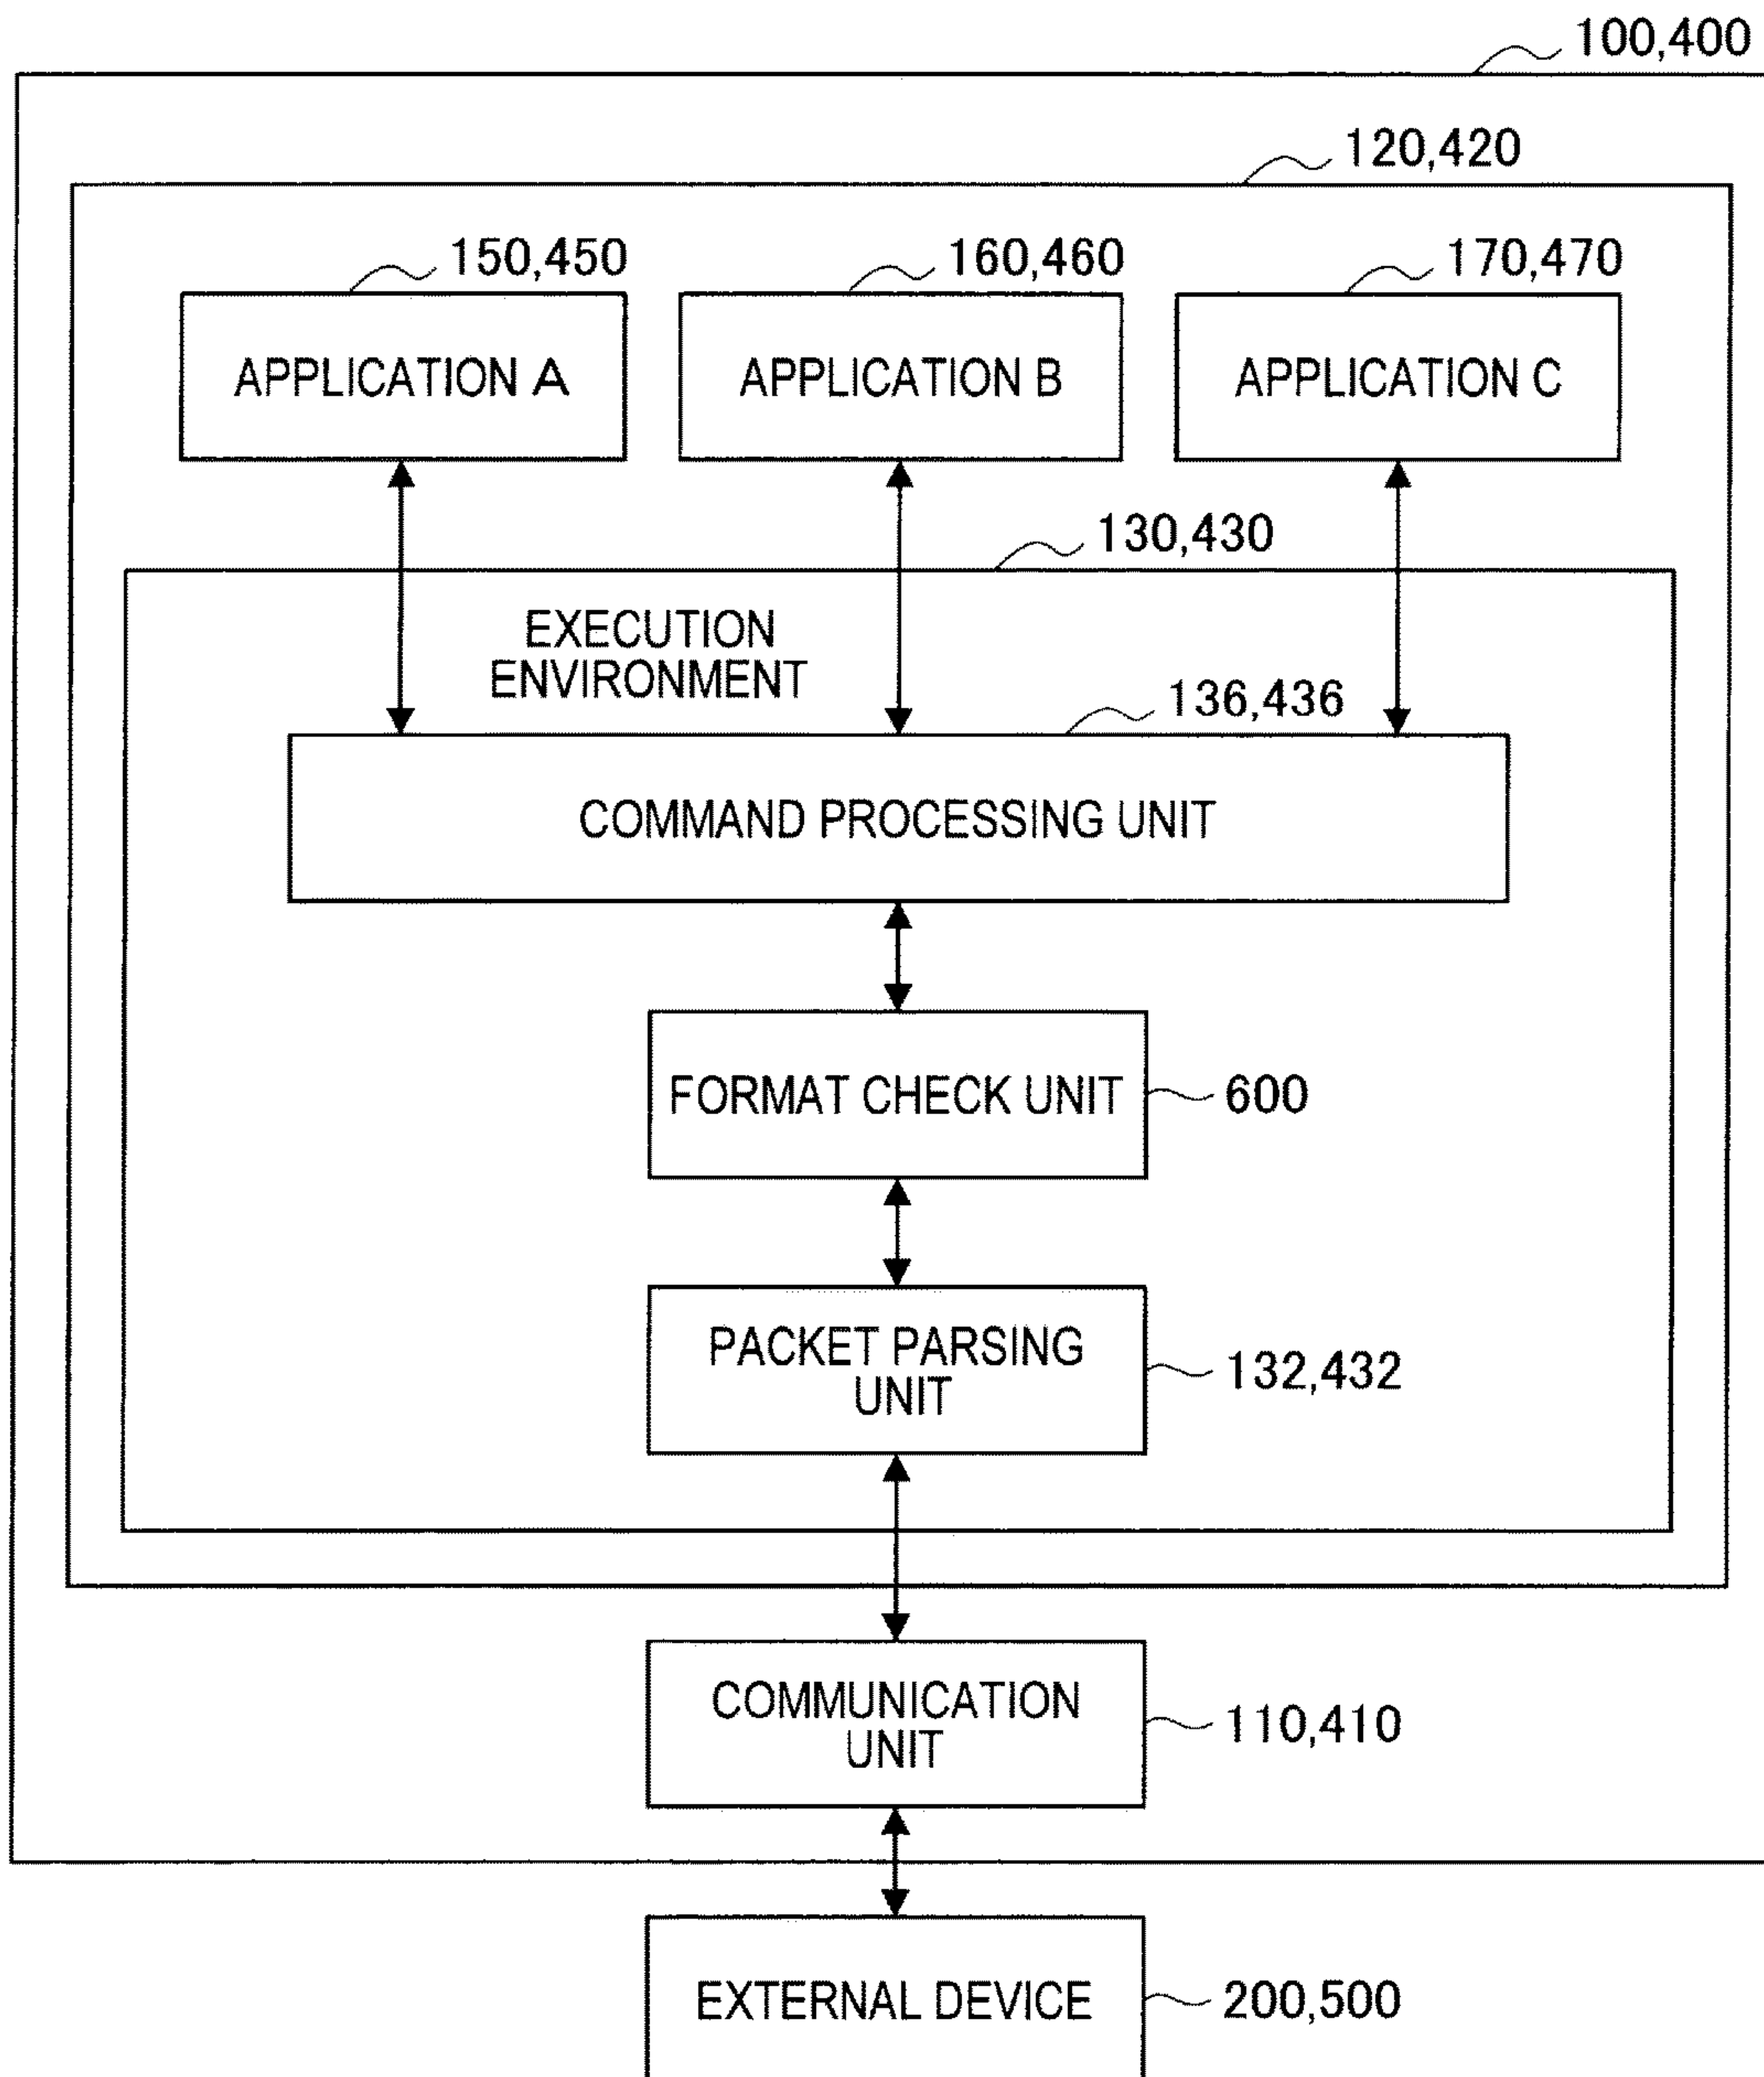 100,400
120,420
150,450
160,460
170,470
APPLICATION A
APPLICATION B
APPLICATION C
130,430
EXECUTION
ENVIRONMENT
136,436
COMMAND PROCESSING UNIT
FORMAT CHECK UNIT
600
PACKET PARSING
UNIT
132,432
COMMUNICATION
UNIT
110,410
EXTERNAL DEVICE
200,500